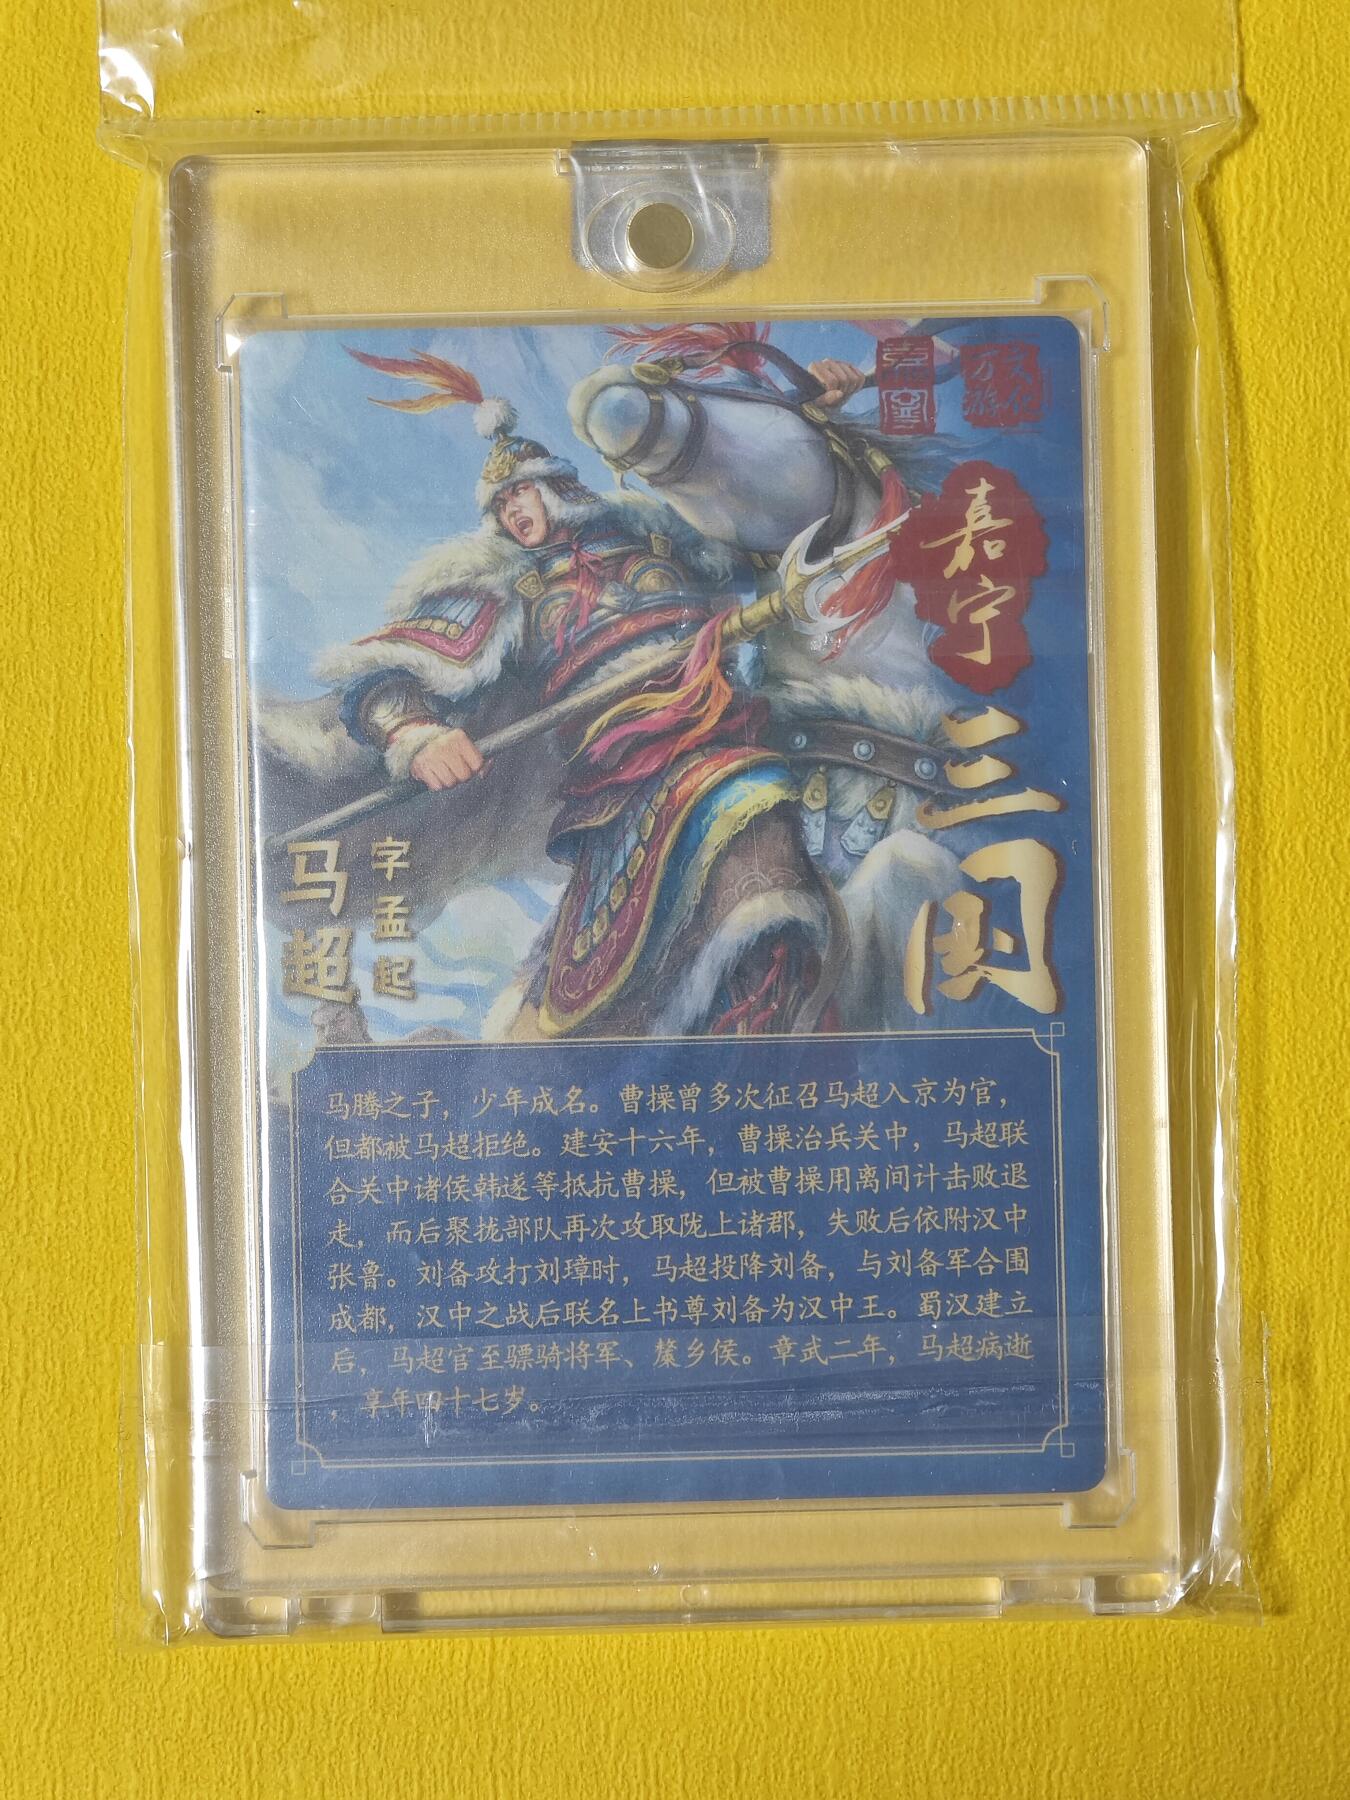 万游
文化
嘉宁
三国
马超
字孟起
马腾之子，少年成名。曹操曾多次征召马超入京为官，
但都被马超拒绝。建安十六年，曹操治兵关中，马超联
合关中诸侯韩遂等抵抗曹操，但被曹操用离间计击败退
走，而后聚拢部队再次攻取陇上诸郡，失败后依附汉中
张鲁。刘备攻打刘璋时，马超投降刘备，与刘备军合围
成都，汉中之战后联名上书尊刘备为汉中王。蜀汉建立
后，马超官至骠骑将军、斄乡侯。章武二年，马超病逝
，享年四十七岁。